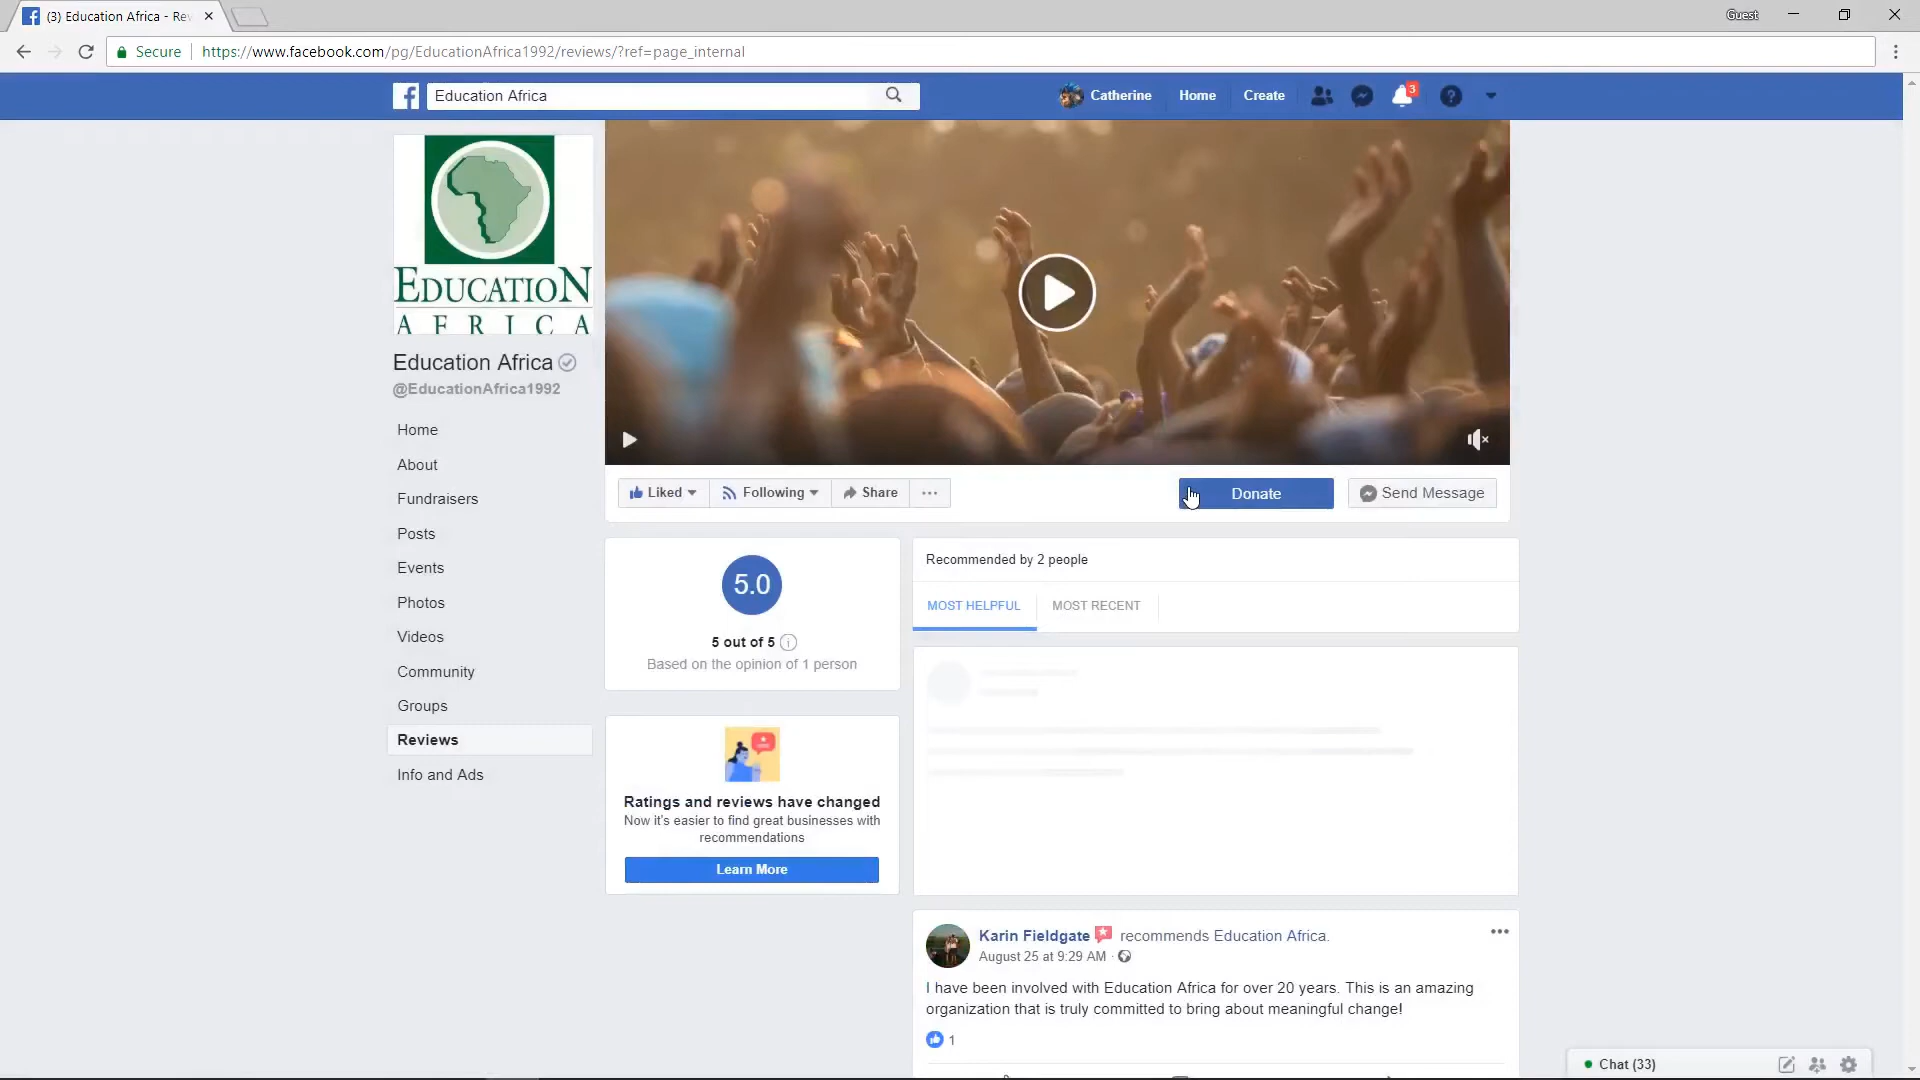 (3) Education Africa - Rev
Guest
Secure
https://www.facebook.com/pg/EducationAfrica1992/reviews/?ref=page_internal
Education Africa
Catherine
Home
Create
3
EDUCATION
AFRICA
Education Africa
@EducationAfrica1992
Home
About
Fundraisers
Posts
Events
Photos
Videos
Community
Groups
Reviews
Info and Ads
Liked
Following
Share
Donate
Send Message
5.0
5 out of 5
Based on the opinion of 1 person
Ratings and reviews have changed
Now it's easier to find great businesses with
recommendations
Learn More
Recommended by 2 people
MOST HELPFUL
MOST RECENT
Karin Fieldgate recommends Education Africa.
August 25 at 9:29 AM ·
I have been involved with Education Africa for over 20 years. This is an amazing
organization that is truly committed to bring about meaningful change!
1
Chat (33)